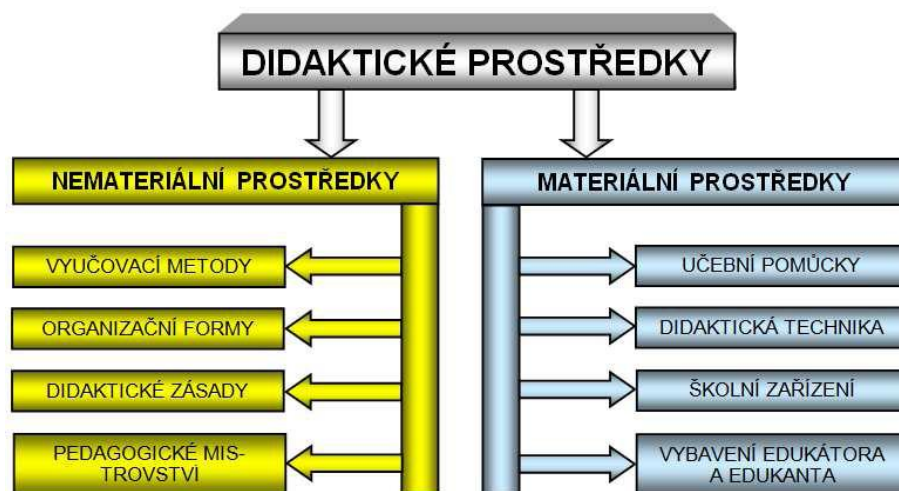 DIDAKTICKÉ PROSTŘEDKY
NEMATERIÁLNÍ PROSTŘEDKY
VYUČOVACÍ METODY
ORGANIZAČNÍ FORMY
DIDAKTICKÉ ZÁSADY
PEDAGOGICKÉ MIS-
TROVSTVÍ
MATERIÁLNÍ PROSTŘEDKY
UČEBNÍ POMŮCKY
DIDAKTICKÁ TECHNIKA
ŠKOLNÍ ZAŘÍZENÍ
VYBAVENÍ EDUKÁTORA
A EDUKANTA